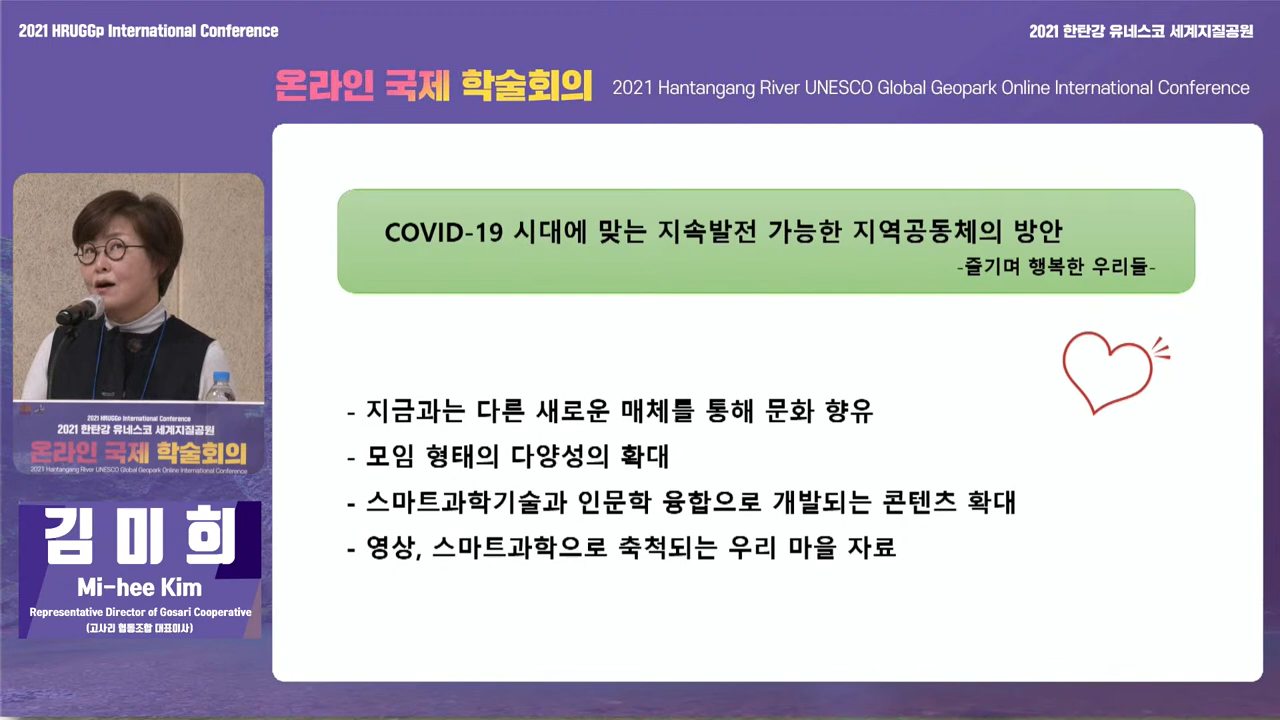 2021 HRUGGp International Conference
2021 한탄강 유네스코 세계지질공원
온라인 국제 학술회의 2021 Hantangang River UNESCO Global Geopark Online International Conference
COVID-19 시대에 맞는 지속발전 가능한 지역공동체의 방안
-즐기며 행복한 우리들-
- 지금과는 다른 새로운 매체를 통해 문화 향유
- 모임 형태의 다양성의 확대
- 스마트과학기술과 인문학 융합으로 개발되는 콘텐츠 확대
- 영상, 스마트과학으로 축척되는 우리 마을 자료
2021 HRUGGp International Conference
2021 한탄강 유네스코 세계지질공원
온라인 국제 학술회의
2021 Hantangang River UNESCO Global Geopark Online International Conference
김 미 희
Mi-hee Kim
Representative Director of Gosari Cooperative
(고사리 협동조합 대표이사)